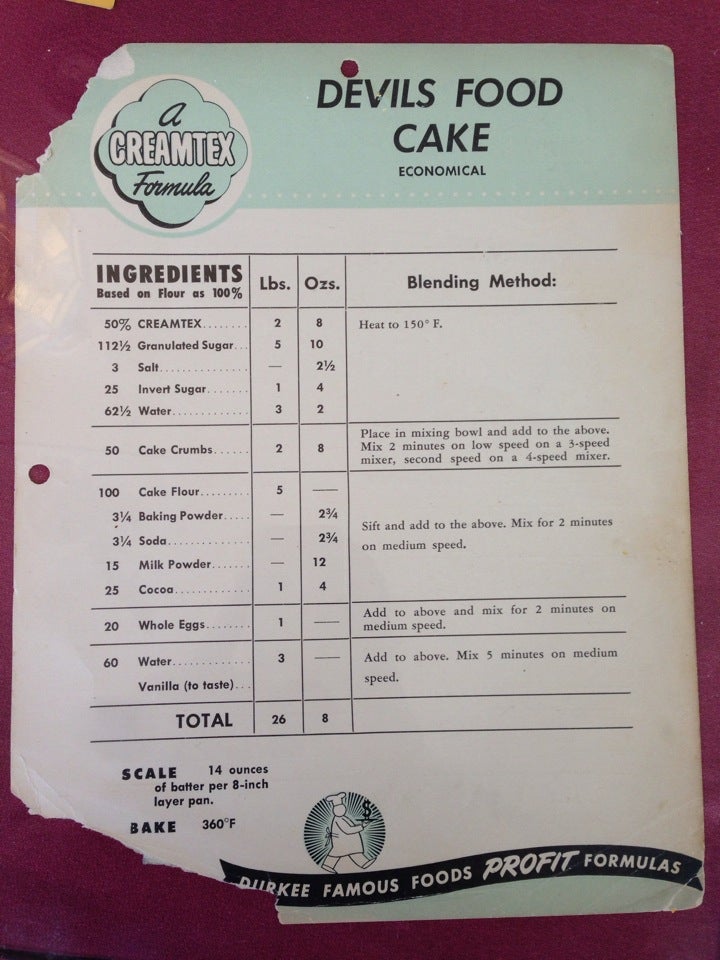 A
CREAMTEX
Formula
DEVILS FOOD
CAKE
ECONOMICAL
INGREDIENTS
Based on Flour as 100%
Lbs. Ozs. Blending Method:
50% CREAMTEX........ 2 8 Heat to 150° F.
112½ Granulated Sugar... 5 10
3 Salt.............. — 2½
25 Invert Sugar....... 1 4
62½ Water............ 3 2
50 Cake Crumbs...... 2 8
Place in mixing bowl and add to the above.
Mix 2 minutes on low speed on a 3-speed
mixer, second speed on a 4-speed mixer.
100 Cake Flour........ 5 —
3¼ Baking Powder.... — 2¾
3¼ Soda............. — 2¾
15 Milk Powder...... — 12
25 Cocoa............ 1 4
Sift and add to the above. Mix for 2 minutes
on medium speed.
20 Whole Eggs....... 1 —
Add to above and mix for 2 minutes on
medium speed.
60 Water............ 3 —
Vanilla (to taste)...
Add to above. Mix 5 minutes on medium
speed.
TOTAL 26 8
SCALE 14 ounces
of batter per 8-inch
layer pan.
BAKE 360°F
$
DURKEE FAMOUS FOODS PROFIT FORMULAS